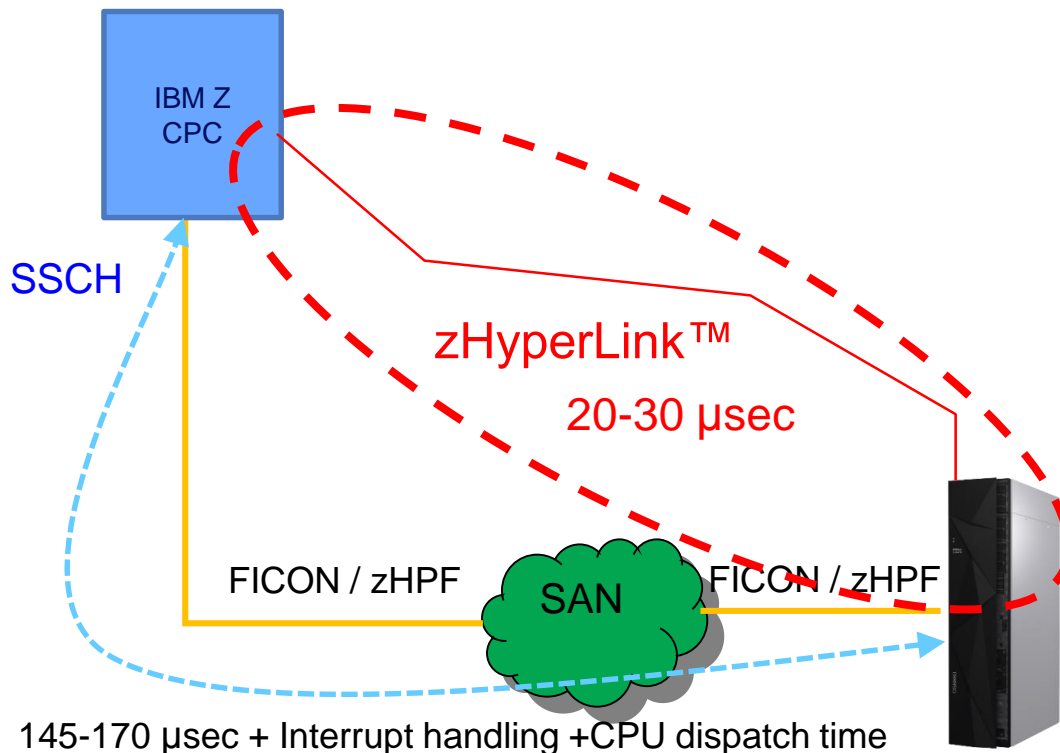 IBM Z
CPC
SSCH
zHyperLink™
20-30 µsec
FICON / zHPF
SAN
FICON / zHPF
145-170 µsec + Interrupt handling +CPU dispatch time